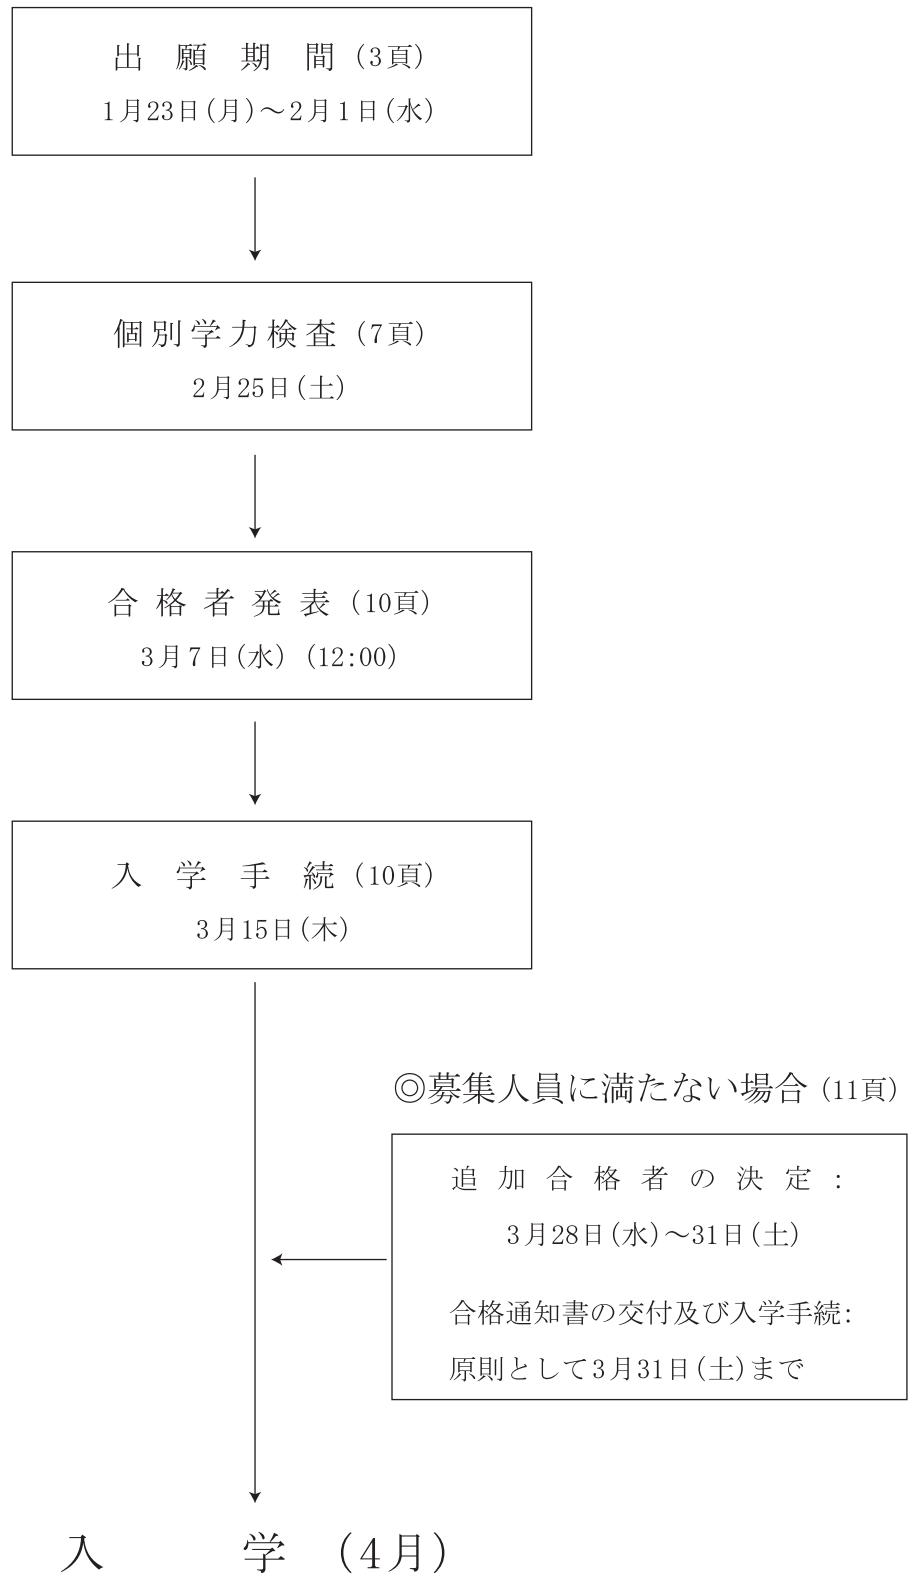 出願期間(3頁)
1月23日(月)～2月1日(水)
個別学力検査(7頁)
2月25日(土)
合格者発表(10頁)
3月7日(水)(12:00)
入学手続(10頁)
3月15日(木)
◎募集人員に満たない場合(11頁)
追加合格者の決定:
3月28日(水)～31日(土)
合格通知書の交付及び入学手続:
原則として3月31日(土)まで
入学(4月)